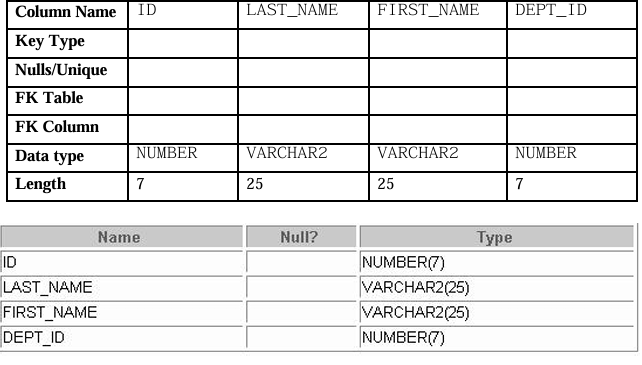 Column Name ID LAST_NAME FIRST_NAME DEPT_ID
Key Type
Nulls/Unique
FK Table
FK Column
Data type NUMBER VARCHAR2 VARCHAR2 NUMBER
Length 7 25 25 7
Name Null? Type
ID NUMBER(7)
LAST_NAME VARCHAR2(25)
FIRST_NAME VARCHAR2(25)
DEPT_ID NUMBER(7)